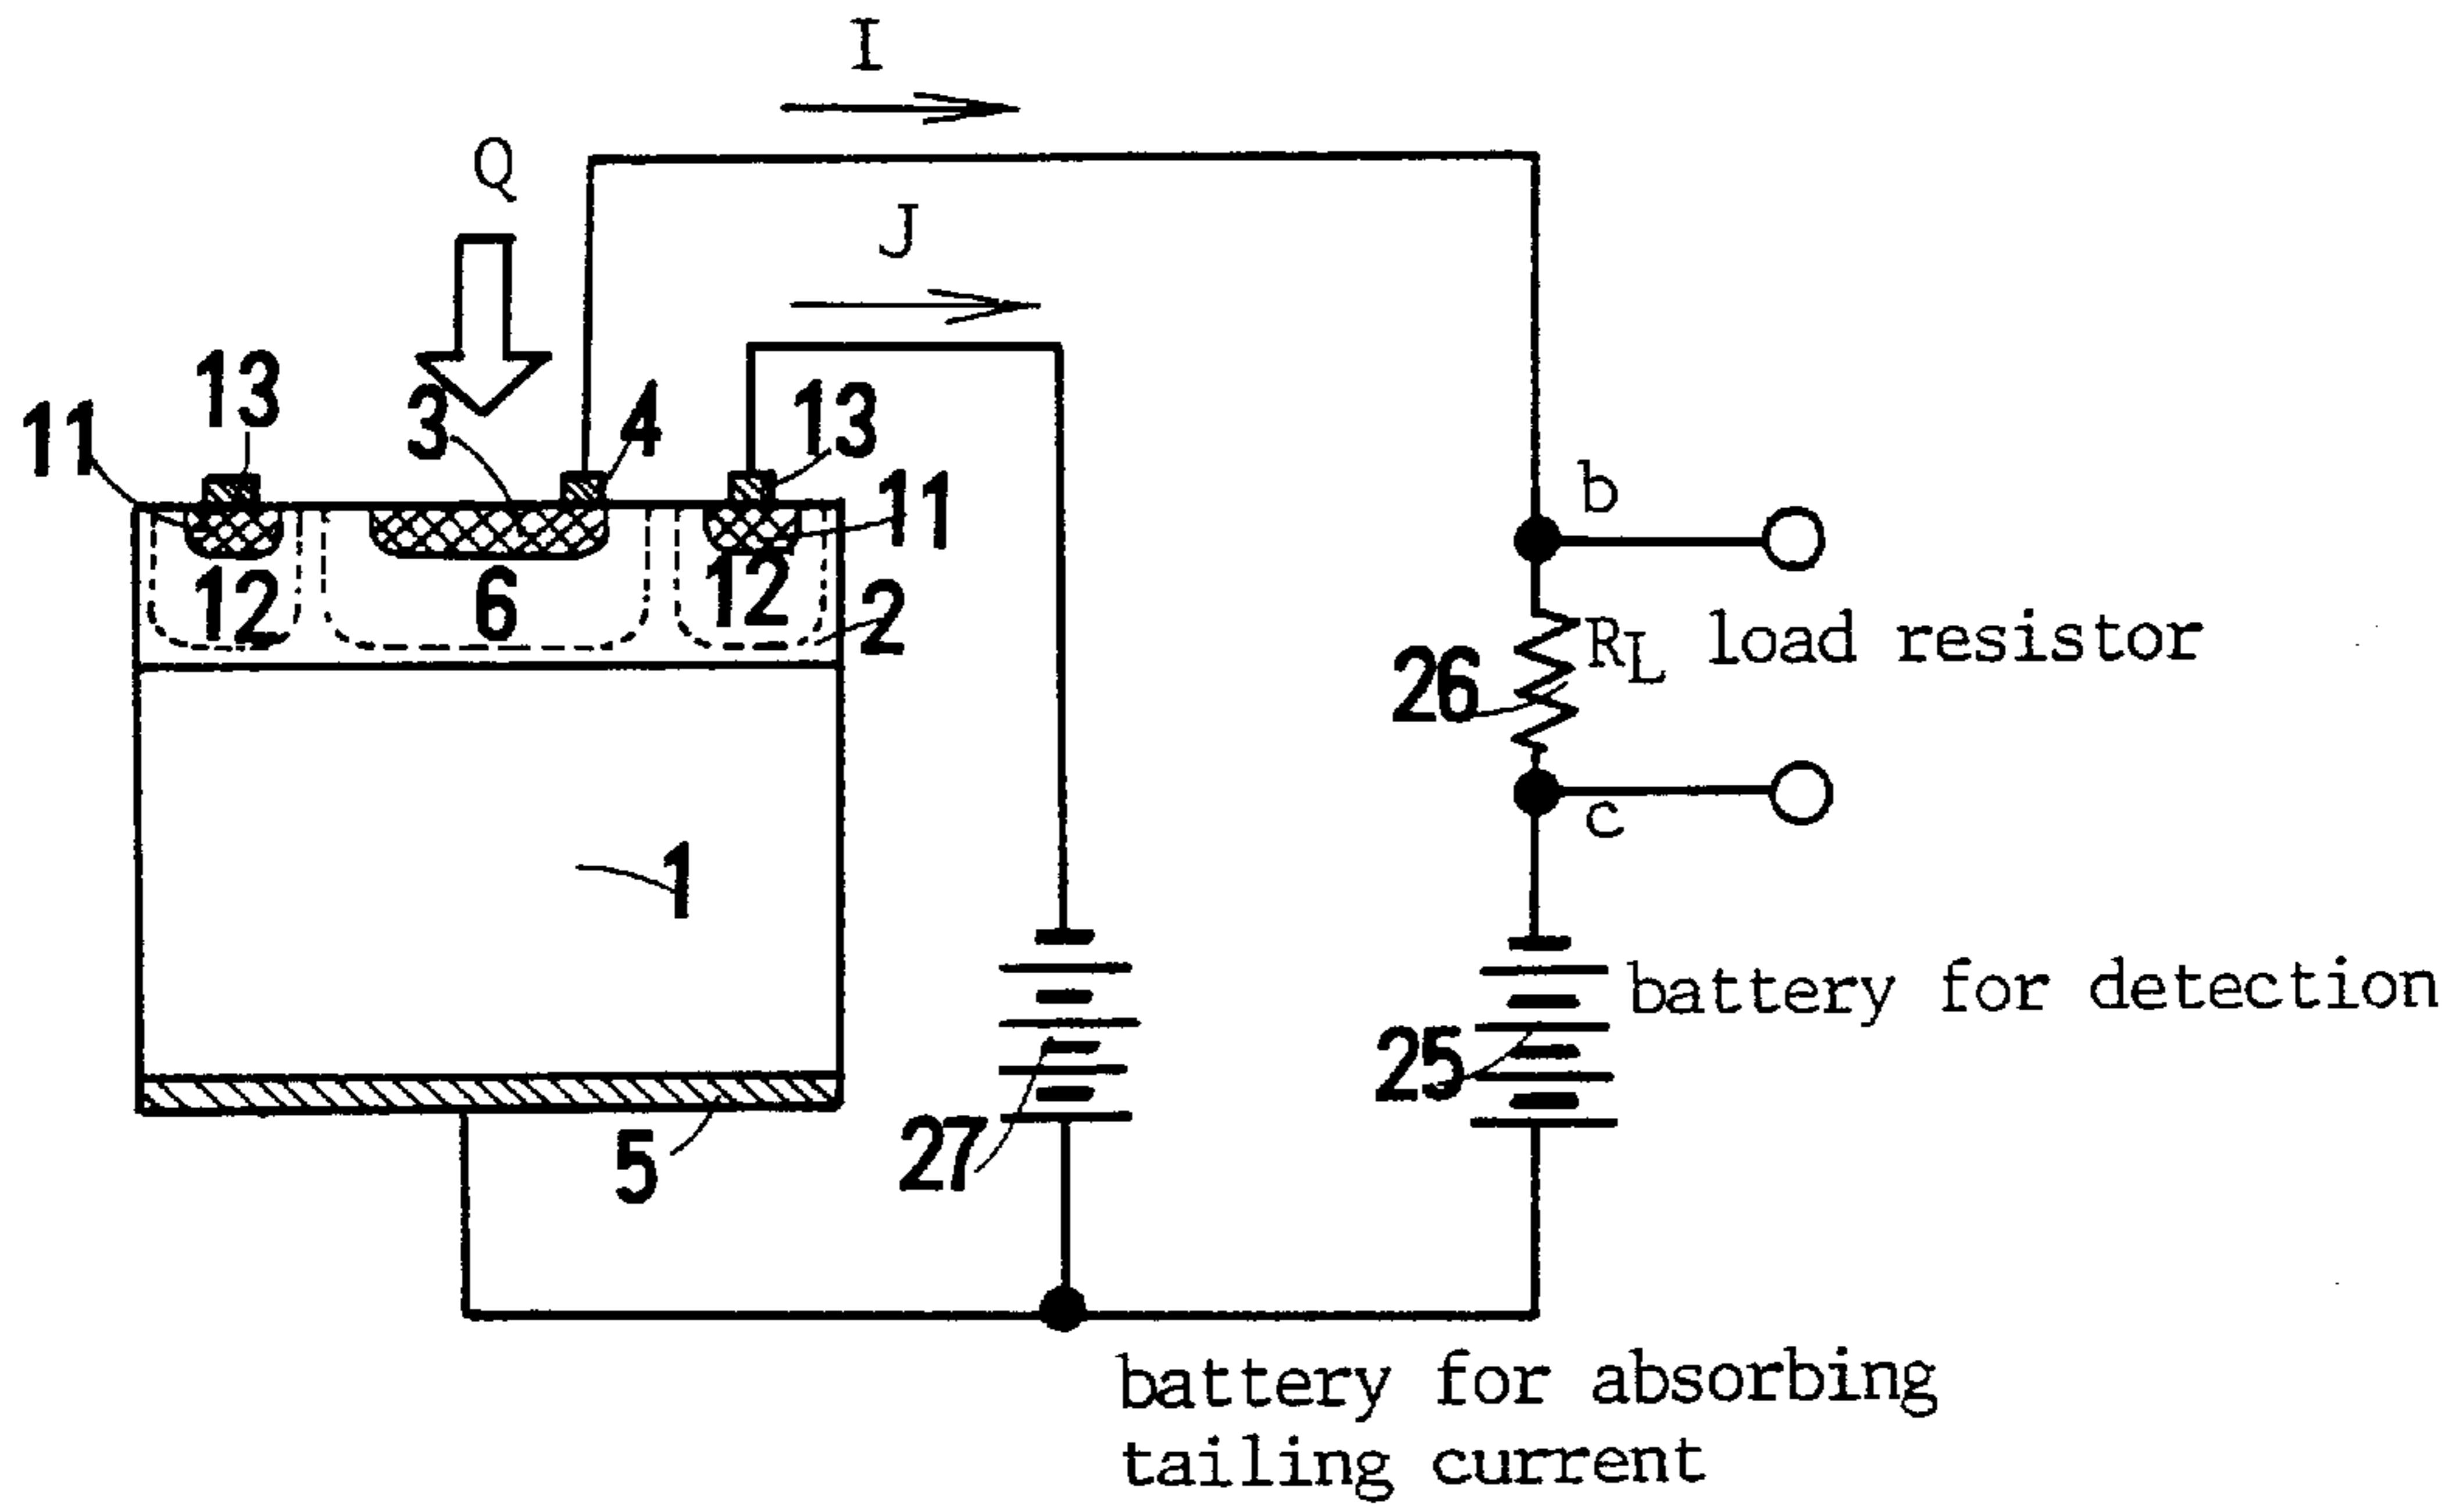 I
Q
J
13
11
3
4
13
11
12
6
12
2
b
R_L load resistor
26
c
1
battery for detection
25
27
5
battery for absorbing
tailing current